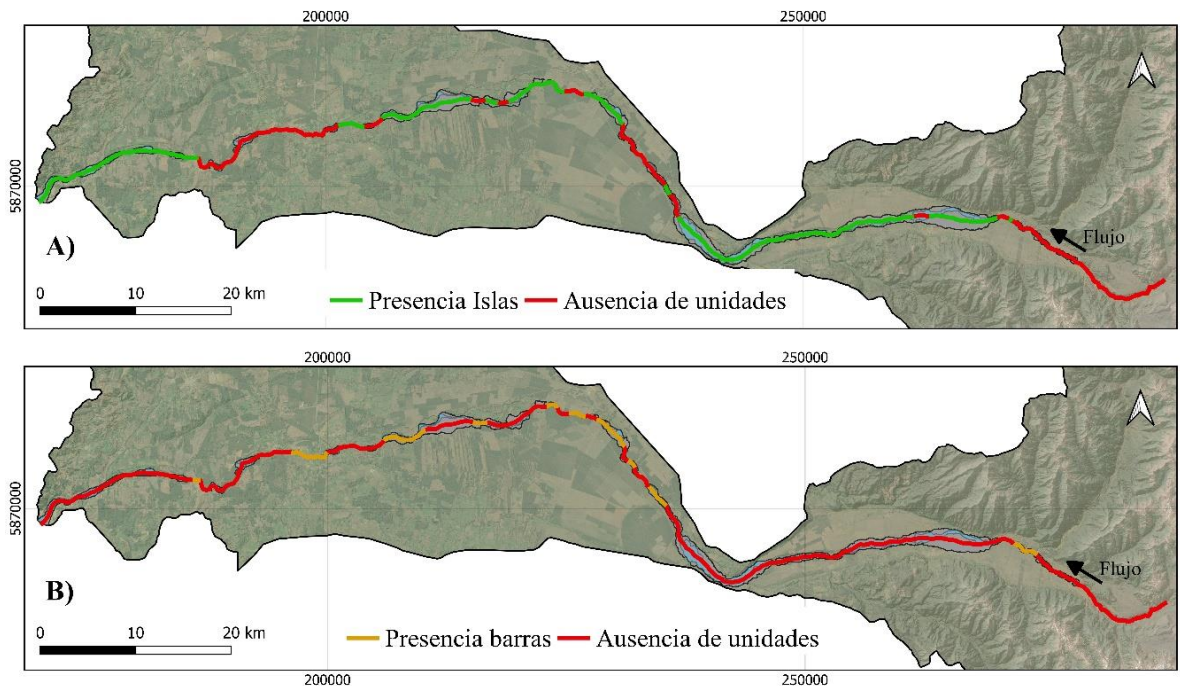 200000 250000
5870000
Flujo
A)
0 10 20 km
Presencia Islas Ausencia de unidades
200000 250000
5870000
Flujo
B)
0 10 20 km
Presencia barras Ausencia de unidades
200000 250000